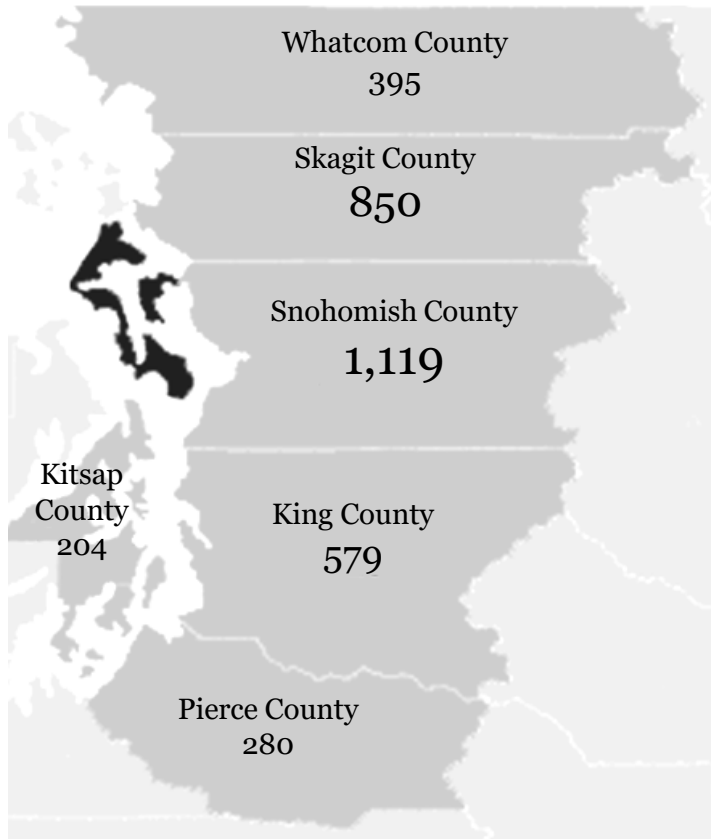 Whatcom County
395
Skagit County
850
Snohomish County
1,119
Kitsap
County
204
King County
579
Pierce County
280